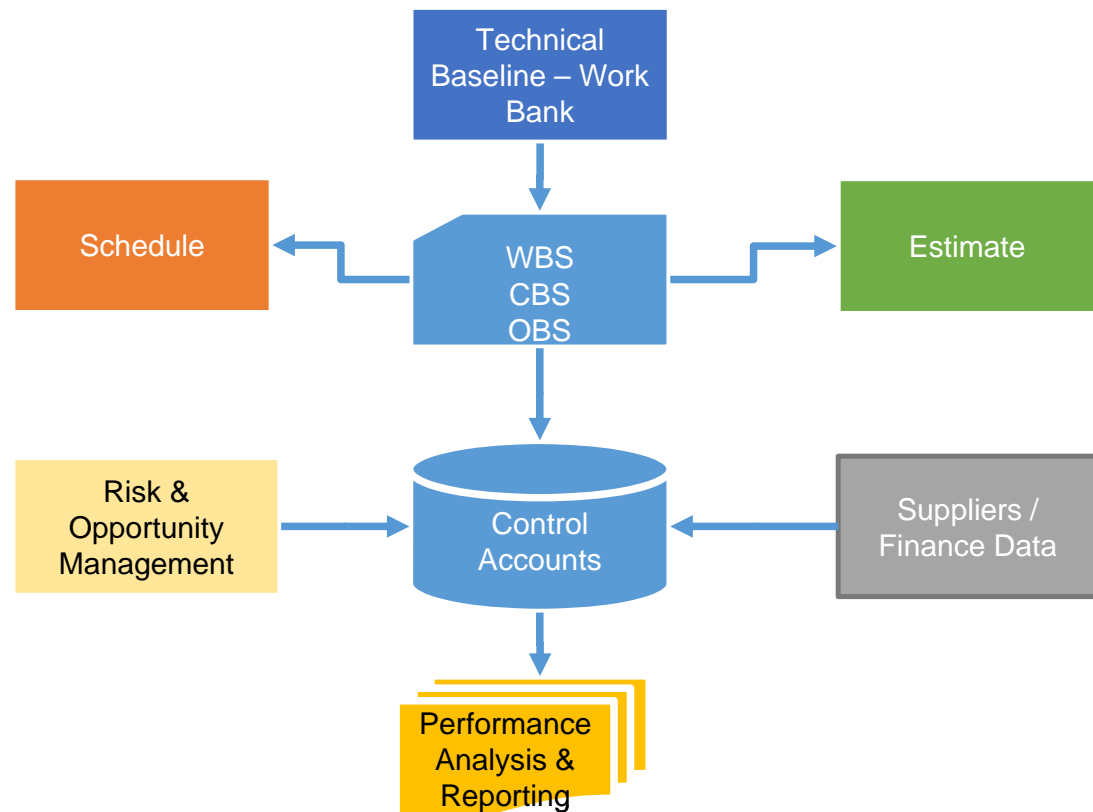 Technical
Baseline – Work
Bank
Schedule
WBS
CBS
OBS
Estimate
Risk &
Opportunity
Management
Control
Accounts
Suppliers /
Finance Data
Performance
Analysis &
Reporting